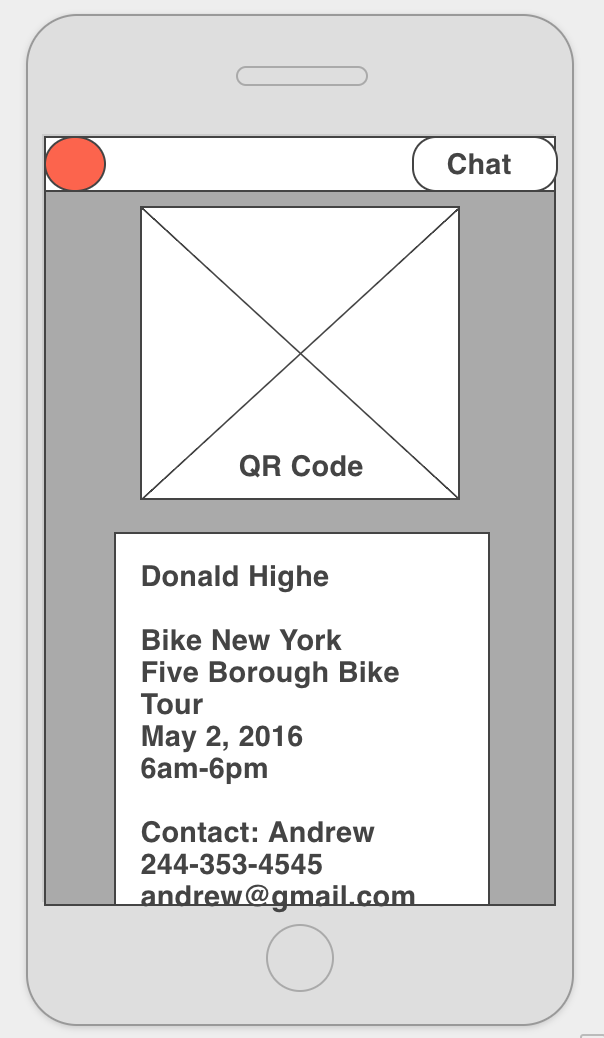 Chat
QR Code
Donald Highe
Bike New York
Five Borough Bike
Tour
May 2, 2016
6am-6pm
Contact: Andrew
244-353-4545
andrew@gmail.com